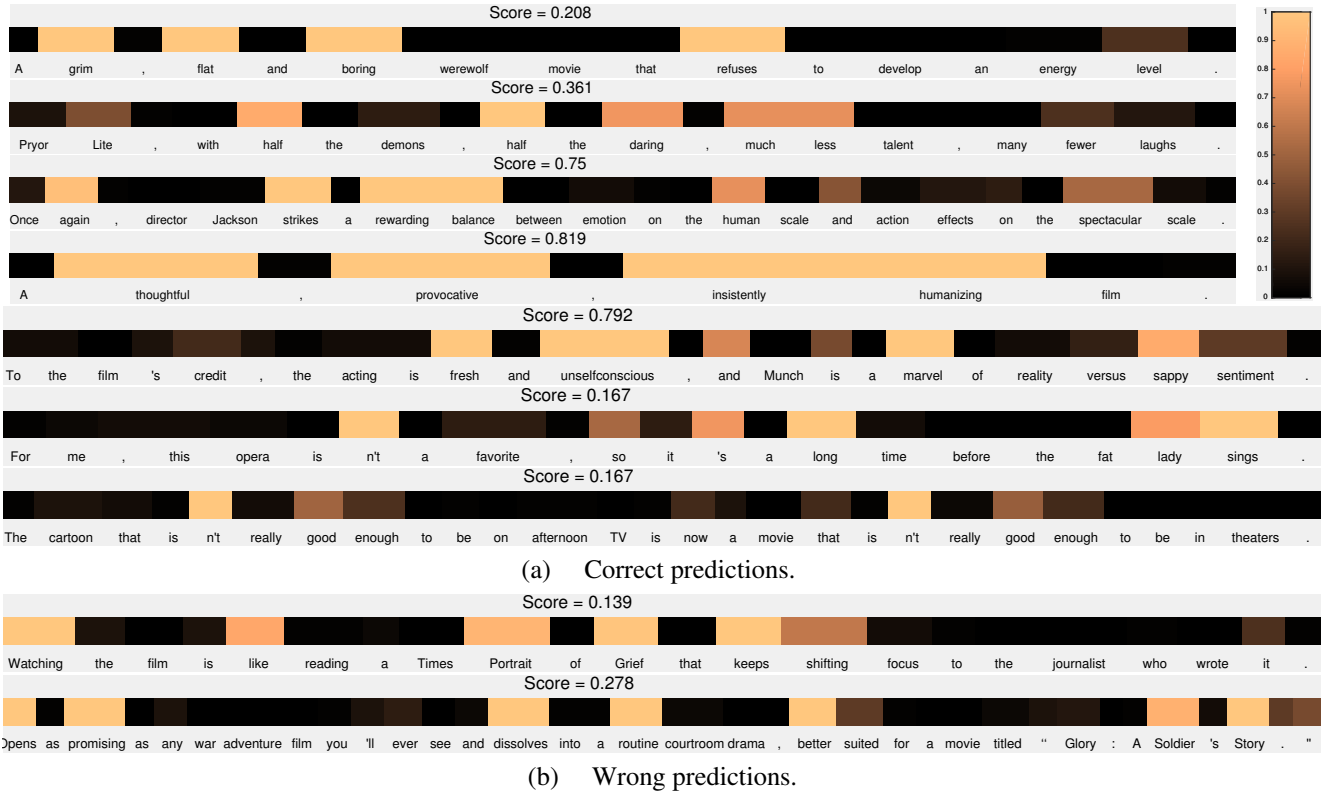 Score = 0.208
A grim , flat and boring werewolf movie that refuses to develop an energy level .
Score = 0.361
Pryor Lite , with half the demons , half the daring , much less talent , many fewer laughs .
Score = 0.75
Once again , director Jackson strikes a rewarding balance between emotion on the human scale and action effects on the spectacular scale .
Score = 0.819
A thoughtful , provocative , insistently humanizing film .
1
0.9
0.8
0.7
0.6
0.5
0.4
0.3
0.2
0.1
0
Score = 0.792
To the film 's credit , the acting is fresh and unselfconscious , and Munch is a marvel of reality versus sappy sentiment .
Score = 0.167
For me , this opera is n't a favorite , so it 's a long time before the fat lady sings .
Score = 0.167
The cartoon that is n't really good enough to be on afternoon TV is now a movie that is n't really good enough to be in theaters .
(a) Correct predictions.
Score = 0.139
Watching the film is like reading a Times Portrait of Grief that keeps shifting focus to the journalist who wrote it .
Score = 0.278
Opens as promising as any war adventure film you 'll ever see and dissolves into a routine courtroom drama , better suited for a movie titled `` Glory : A Soldier 's Story . "
(b) Wrong predictions.